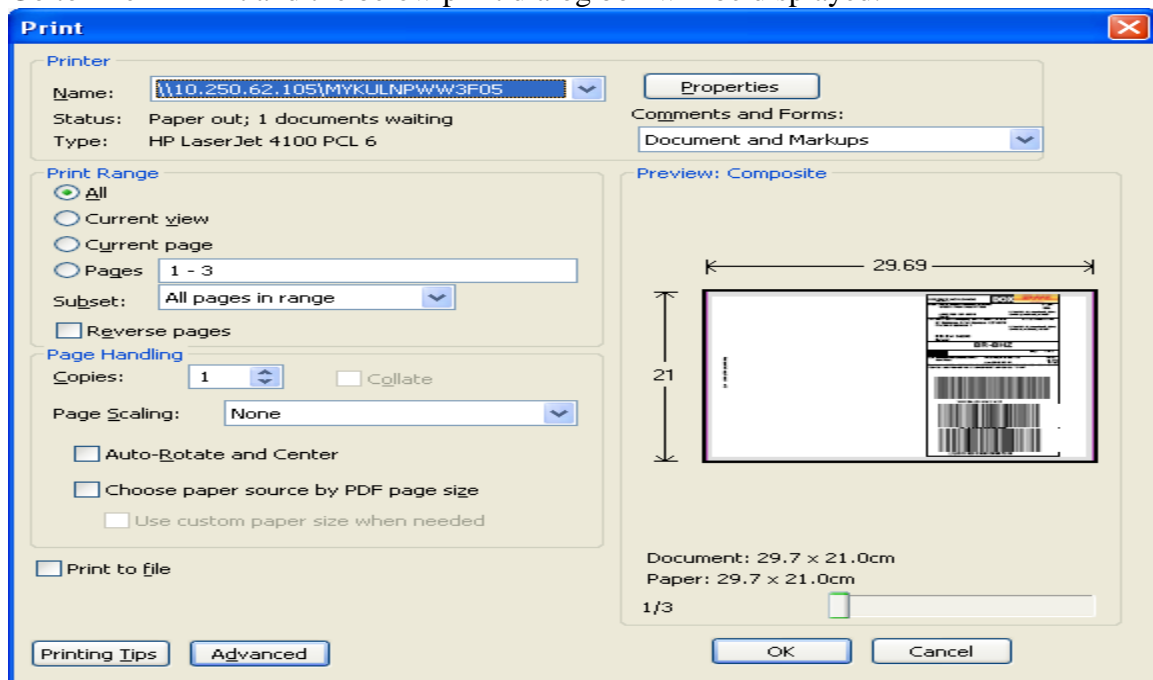 Print
Printer
Name: \\10.250.62.105\MYKULNPWW3F05
Properties
Status: Paper out; 1 documents waiting
Comments and Forms:
Type: HP LaserJet 4100 PCL 6
Document and Markups
Print Range
All
Current view
Current page
Pages 1 - 3
Subset: All pages in range
Reverse pages
Page Handling
Copies: 1 Collate
Page Scaling: None
Auto-Rotate and Center
Choose paper source by PDF page size
Use custom paper size when needed
Print to file
Preview: Composite
29.69
21
DOX
BR-BHZ
Document: 29.7 x 21.0cm
Paper: 29.7 x 21.0cm
1/3
Printing Tips
Advanced
OK
Cancel